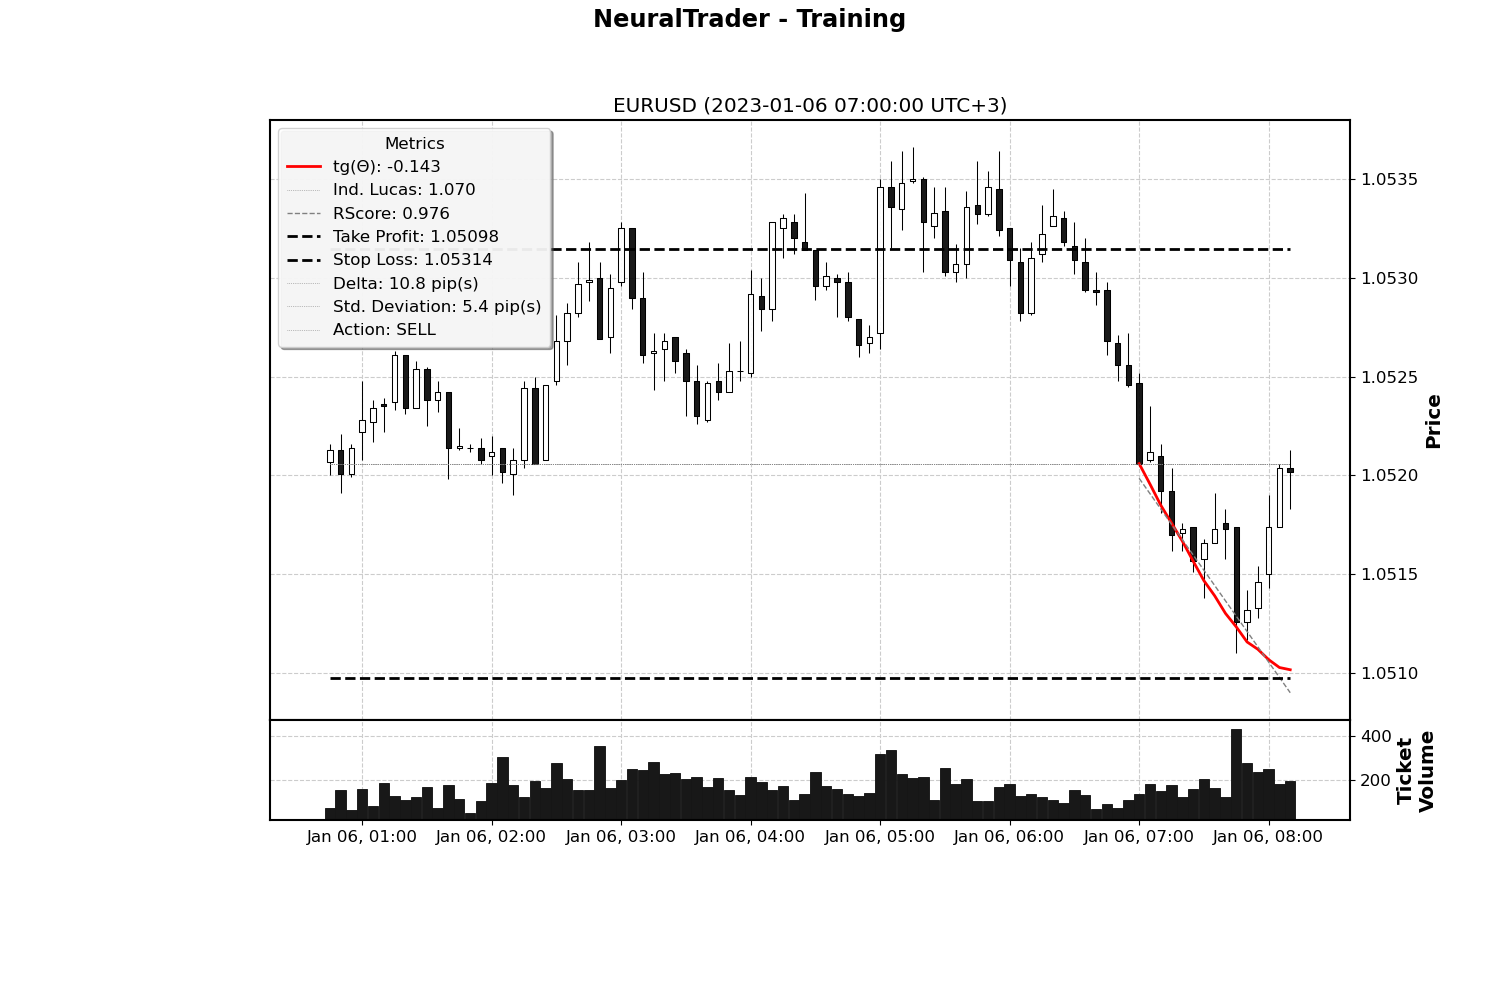 NeuralTrader - Training
EURUSD (2023-01-06 07:00:00 UTC+3)
Metrics
tg(Θ): -0.143
Ind. Lucas: 1.070
RScore: 0.976
Take Profit: 1.05098
Stop Loss: 1.05314
Delta: 10.8 pip(s)
Std. Deviation: 5.4 pip(s)
Action: SELL
1.0535
1.0530
1.0525
1.0520
1.0515
1.0510
Price
400
200
Ticket
Volume
Jan 06, 01:00
Jan 06, 02:00
Jan 06, 03:00
Jan 06, 04:00
Jan 06, 05:00
Jan 06, 06:00
Jan 06, 07:00
Jan 06, 08:00